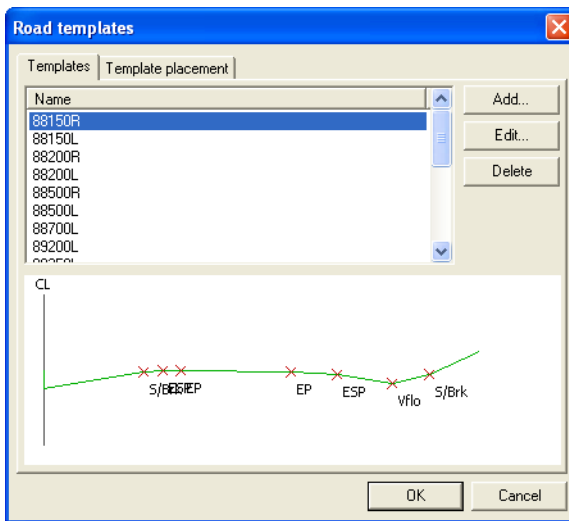 Road templates
Templates
Template placement
Name
88150R
88150L
88200R
88200L
88500R
88500L
88700L
89200L
Add...
Edit...
Delete
CL
EP
EP
ESP
Vflo
S/Brk
OK
Cancel